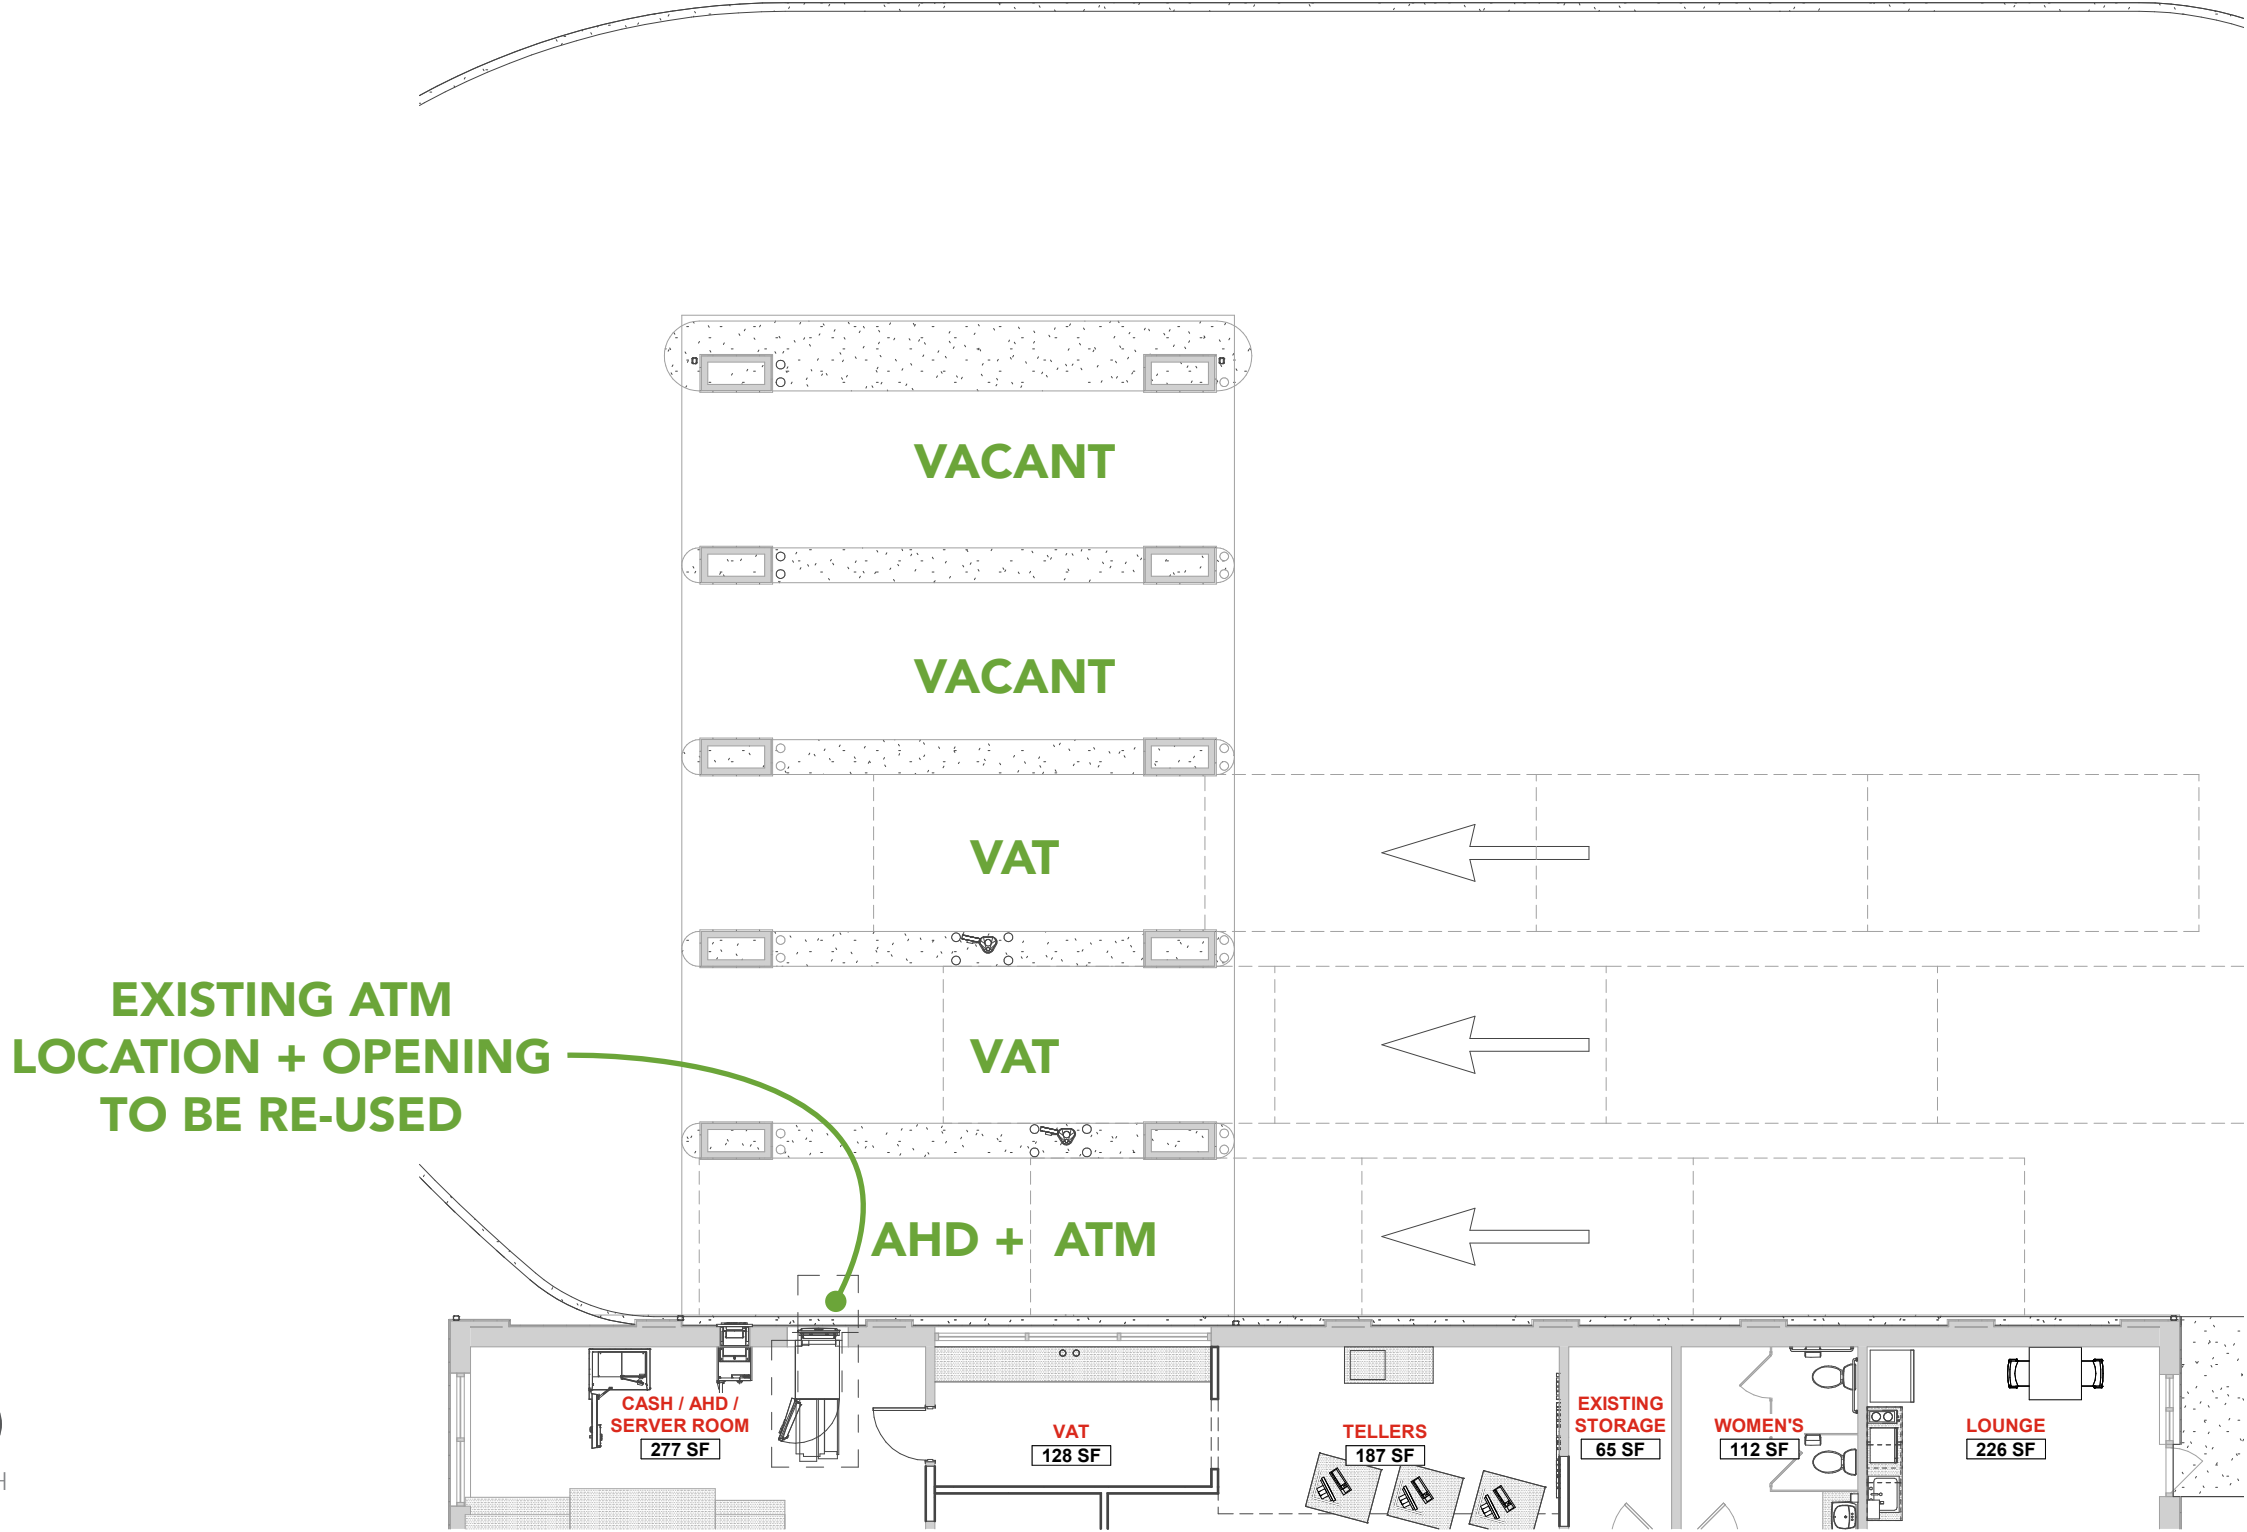 VACANT
VACANT
VAT
EXISTING ATM
LOCATION + OPENING
TO BE RE-USED
VAT
AHD + ATM
CASH / AHD /
SERVER ROOM
277 SF
VAT
128 SF
TELLERS
187 SF
EXISTING
STORAGE
65 SF
WOMEN'S
112 SF
LOUNGE
226 SF
H